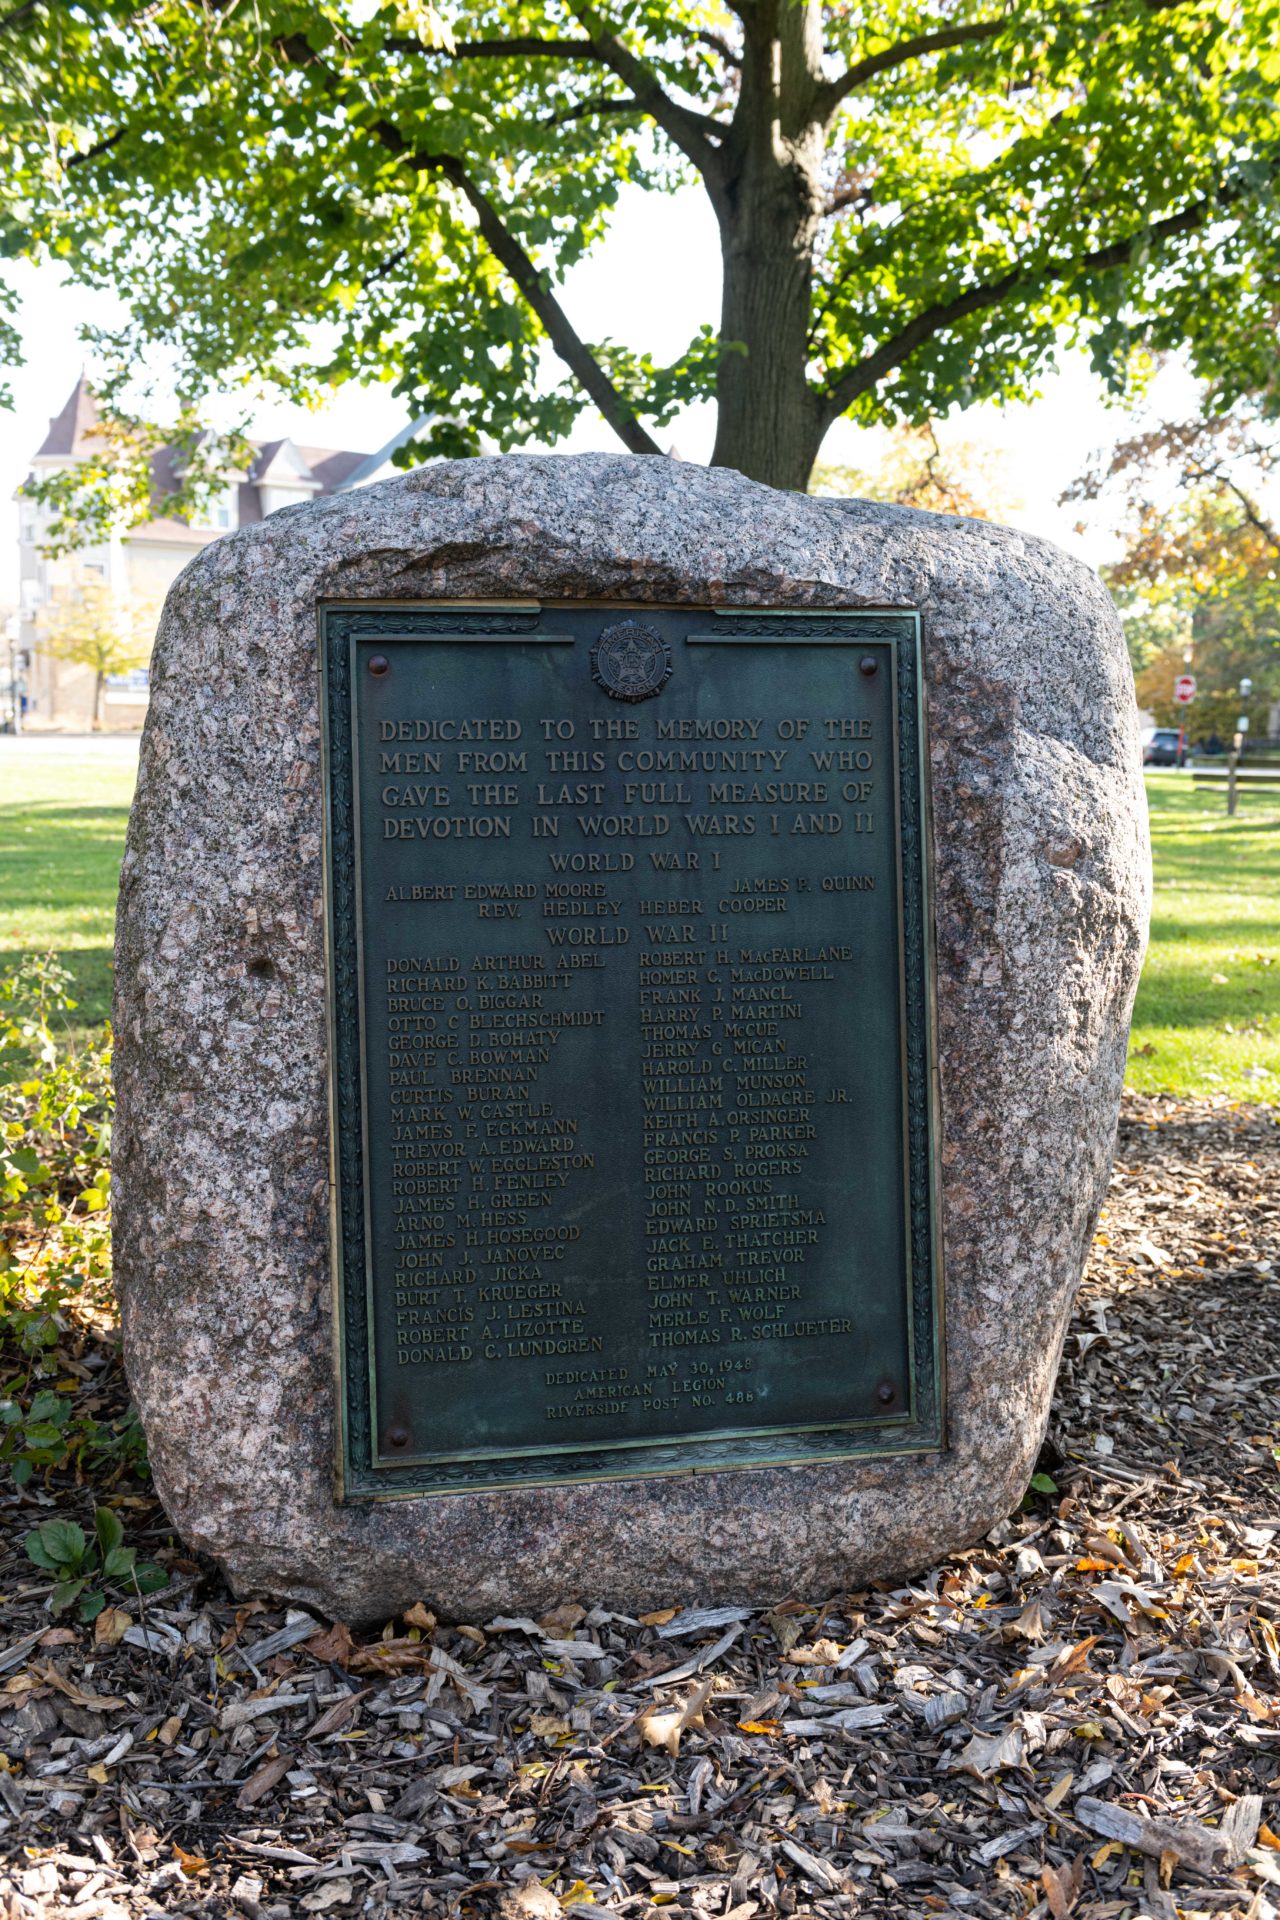 AMERICAN
LEGION
DEDICATED TO THE MEMORY OF THE
MEN FROM THIS COMMUNITY WHO
GAVE THE LAST FULL MEASURE OF
DEVOTION IN WORLD WARS I AND II
WORLD WAR I
ALBERT EDWARD MOORE JAMES P. QUINN
REV. HEDLEY HEBER COOPER
WORLD WAR II
DONALD ARTHUR ABEL
RICHARD K. BABBITT
BRUCE O. BIGGAR
OTTO C BLECHSCHMIDT
GEORGE D. BOHATY
DAVE C. BOWMAN
PAUL BRENNAN
CURTIS BURAN
MARK W. CASTLE
JAMES F. ECKMANN
TREVOR A. EDWARD
ROBERT W. EGGLESTON
ROBERT H. FENLEY
JAMES H. GREEN
ARNO M. HESS
JAMES H. HOSEGOOD
JOHN J. JANOVEC
RICHARD JICKA
BURT T. KRUEGER
FRANCIS J. LESTINA
ROBERT A. LIZOTTE
DONALD C. LUNDGREN
ROBERT H. MACFARLANE
HOMER C. MACDOWELL
FRANK J. MANCL
HARRY P. MARTINI
THOMAS MCCUE
JERRY G MICAN
HAROLD C. MILLER
WILLIAM MUNSON
WILLIAM OLDACRE JR.
KEITH A. ORSINGER
FRANCIS P. PARKER
GEORGE S. PROKSA
RICHARD ROGERS
JOHN ROOKUS
JOHN N. D. SMITH
EDWARD SPRIETSMA
JACK E. THATCHER
GRAHAM TREVOR
ELMER UHLICH
JOHN T. WARNER
MERLE F. WOLF
THOMAS R. SCHLUETER
DEDICATED MAY 30, 1948
AMERICAN LEGION
RIVERSIDE POST NO. 488